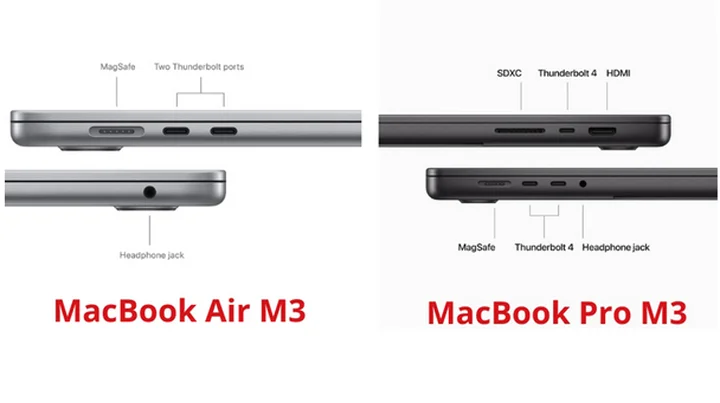 MagSafe Two Thunderbolt ports
Headphone jack
MacBook Air M3
SDXC Thunderbolt 4 HDMI
MagSafe Thunderbolt 4 Headphone jack
MacBook Pro M3